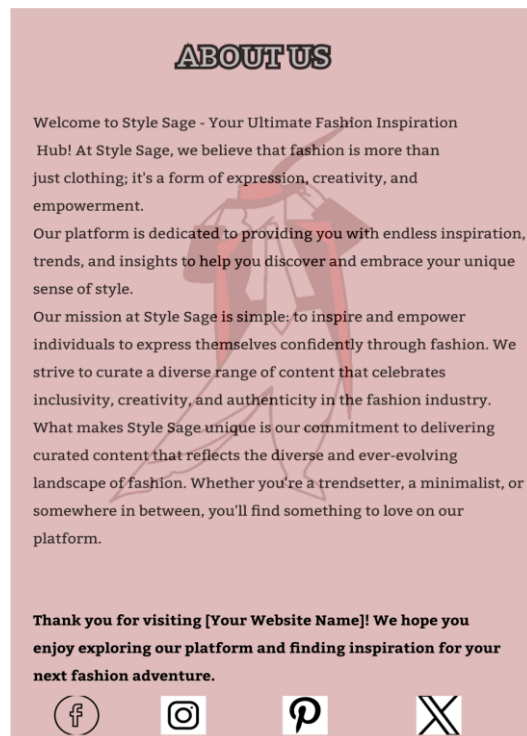 ABOUT US
Welcome to Style Sage - Your Ultimate Fashion Inspiration
Hub! At Style Sage, we believe that fashion is more than
just clothing; it's a form of expression, creativity, and
empowerment.
Our platform is dedicated to providing you with endless inspiration,
trends, and insights to help you discover and embrace your unique
sense of style.
Our mission at Style Sage is simple: to inspire and empower
individuals to express themselves confidently through fashion. We
strive to curate a diverse range of content that celebrates
inclusivity, creativity, and authenticity in the fashion industry.
What makes Style Sage unique is our commitment to delivering
curated content that reflects the diverse and ever-evolving
landscape of fashion. Whether you're a trendsetter, a minimalist, or
somewhere in between, you'll find something to love on our
platform.
Thank you for visiting [Your Website Name]! We hope you
enjoy exploring our platform and finding inspiration for your
next fashion adventure.